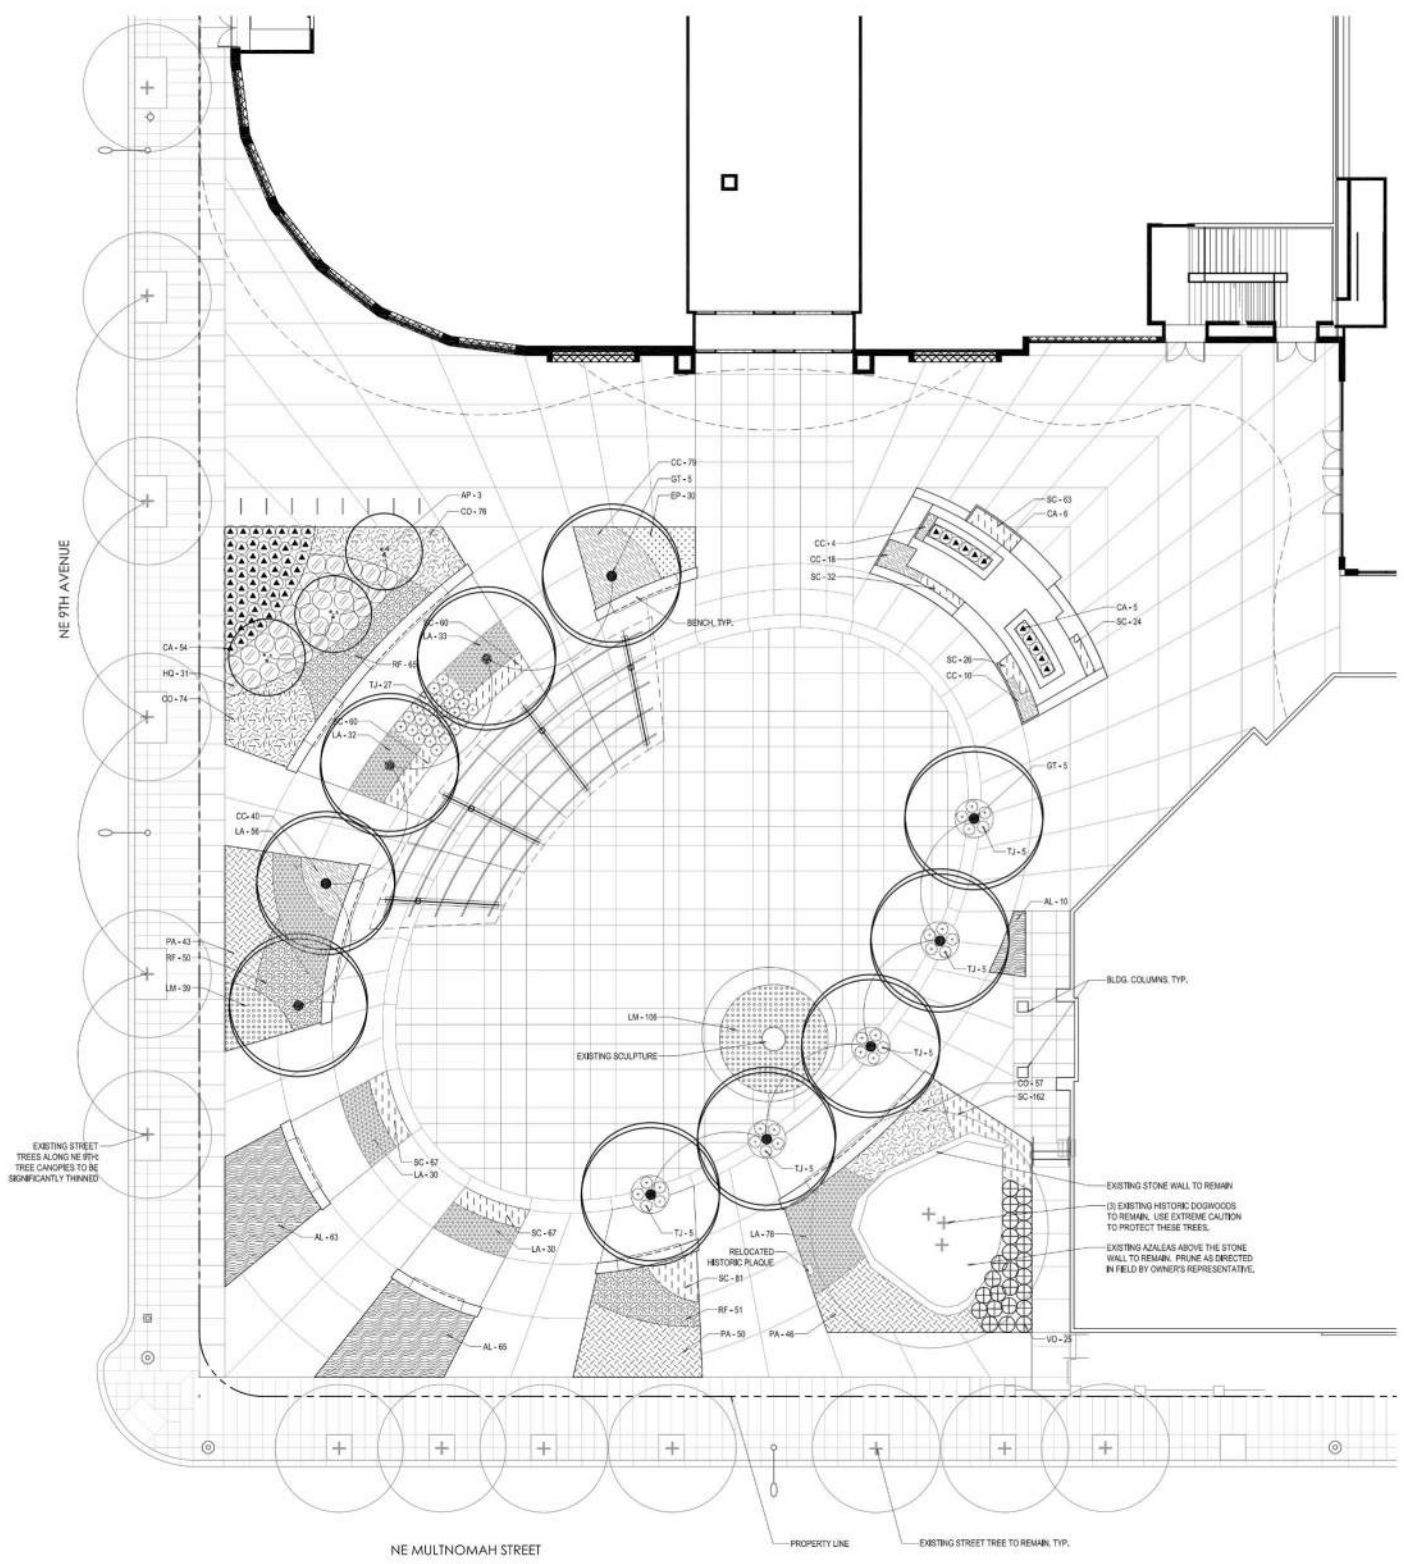 CC - 79
GT - 5
EP - 30
AP - 3
CO - 78
SC - 63
CA - 6
CC - 4
CC - 18
SC - 32
NE 9TH AVENUE
CA - 5
SC - 24
SC - 60
LA - 33
BENCH, TYP.
CA - 54
RF - 65
SC - 26
HQ - 31
TJ - 27
CC - 10
CO - 74
SC - 60
LA - 32
GT - 5
CC - 40
LA - 56
TJ - 5
AL - 10
PA - 43
RF - 50
TJ - 5
LM - 39
BLDG. COLUMNS, TYP.
LM - 106
EXISTING SCULPTURE
TJ - 5
CO - 57
SC - 162
EXISTING STREET
TREES ALONG NE 9TH:
TREE CANOPIES TO BE
SIGNIFICANTLY THINNED
SC - 67
LA - 30
TJ - 5
EXISTING STONE WALL TO REMAIN
(3) EXISTING HISTORIC DOGWOODS
TO REMAIN. USE EXTREME CAUTION
TO PROTECT THESE TREES.
AL - 63
SC - 67
LA - 30
TJ - 5
LA - 78
RELOCATED
HISTORIC PLAQUE
EXISTING AZALEAS ABOVE THE STONE
WALL TO REMAIN. PRUNE AS DIRECTED
IN FIELD BY OWNER'S REPRESENTATIVE.
SC - 81
RF - 51
AL - 65
PA - 50
PA - 46
VO - 25
NE MULTNOMAH STREET
PROPERTY LINE
EXISTING STREET TREE TO REMAIN, TYP.